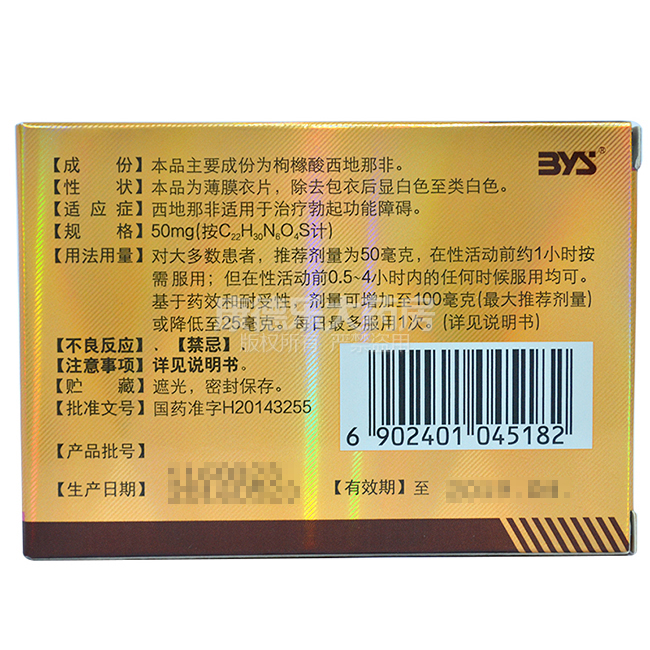 BYS®
【成 份】本品主要成份为枸橼酸西地那非。
【性 状】本品为薄膜衣片，除去包衣后显白色至类白色。
【适应症】西地那非适用于治疗勃起功能障碍。
【规 格】50mg(按C₂₂H₃₀N₆O₄S计)
【用法用量】对大多数患者，推荐剂量为50毫克，在性活动前约1小时按
需服用；但在性活动前0.5~4小时内的任何时候服用均可。
基于药效和耐受性，剂量可增加至100毫克(最大推荐剂量)
或降低至25毫克。每日最多服用1次。(详见说明书)
版权所有 严禁盗用
【不良反应】、【禁忌】、
【注意事项】详见说明书。
【贮 藏】遮光，密封保存。
【批准文号】国药准字H20143255
6 902401 045182
【产品批号】
【生产日期】
【有效期】至